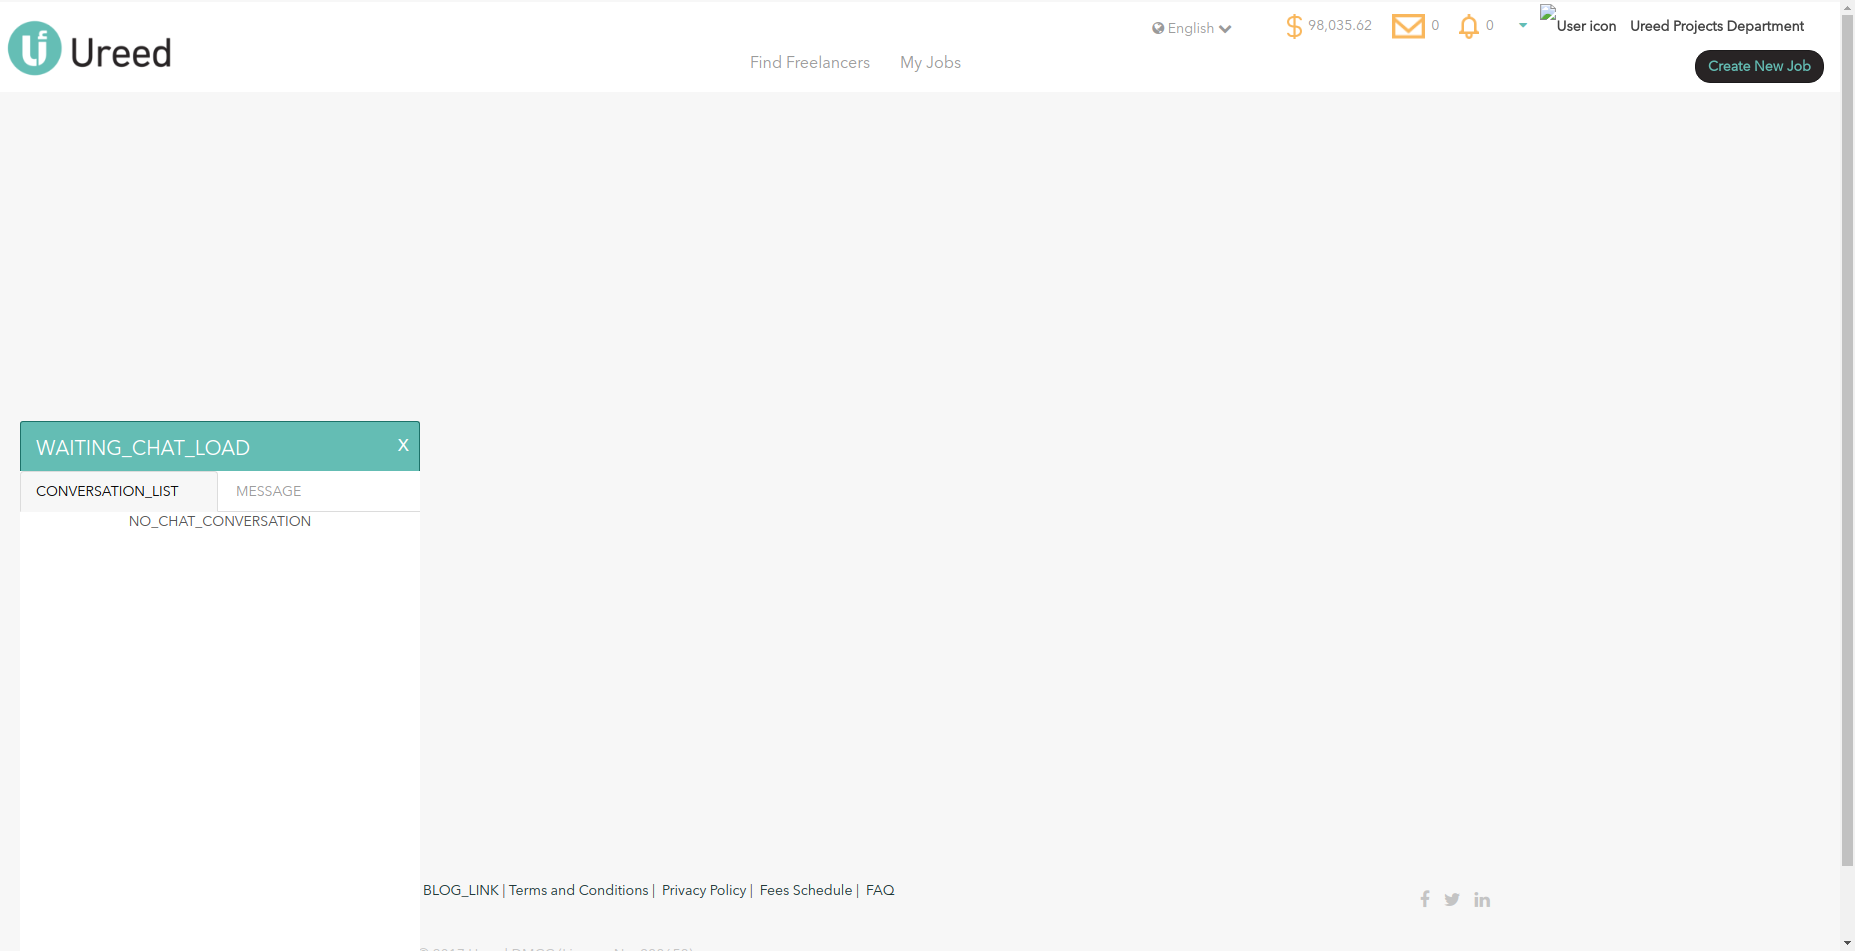 Ureed
English
98,035.62
0
0
User icon
Ureed Projects Department
Find Freelancers
My Jobs
Create New Job
WAITING_CHAT_LOAD
X
CONVERSATION_LIST
MESSAGE
NO_CHAT_CONVERSATION
BLOG_LINK | Terms and Conditions | Privacy Policy | Fees Schedule | FAQ